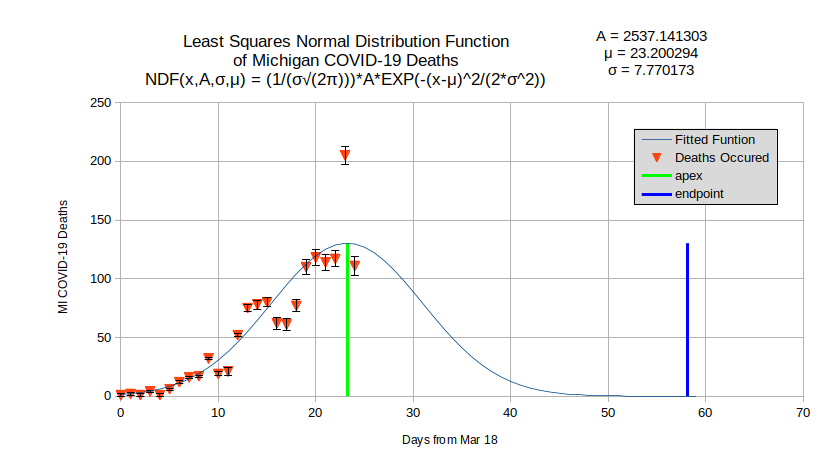 Least Squares Normal Distribution Function
of Michigan COVID-19 Deaths
NDF(x,A,σ,μ) = (1/(σ√(2π)))*A*EXP(-(x-μ)^2/(2*σ^2))
A = 2537.141303
μ = 23.200294
σ = 7.770173
250
200
150
100
50
0
MI COVID-19 Deaths
Fitted Funtion
Deaths Occured
apex
endpoint
0 10 20 30 40 50 60 70
Days from Mar 18